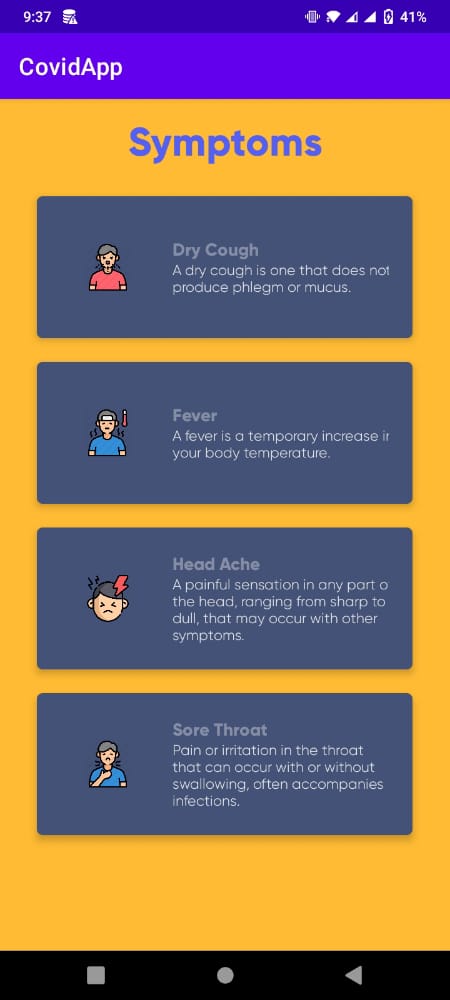 9:37
41%
CovidApp
Symptoms
Dry Cough
A dry cough is one that does not
produce phlegm or mucus.
Fever
A fever is a temporary increase in
your body temperature.
Head Ache
A painful sensation in any part o
the head, ranging from sharp to
dull, that may occur with other
symptoms.
Sore Throat
Pain or irritation in the throat
that can occur with or without
swallowing, often accompanies
infections.